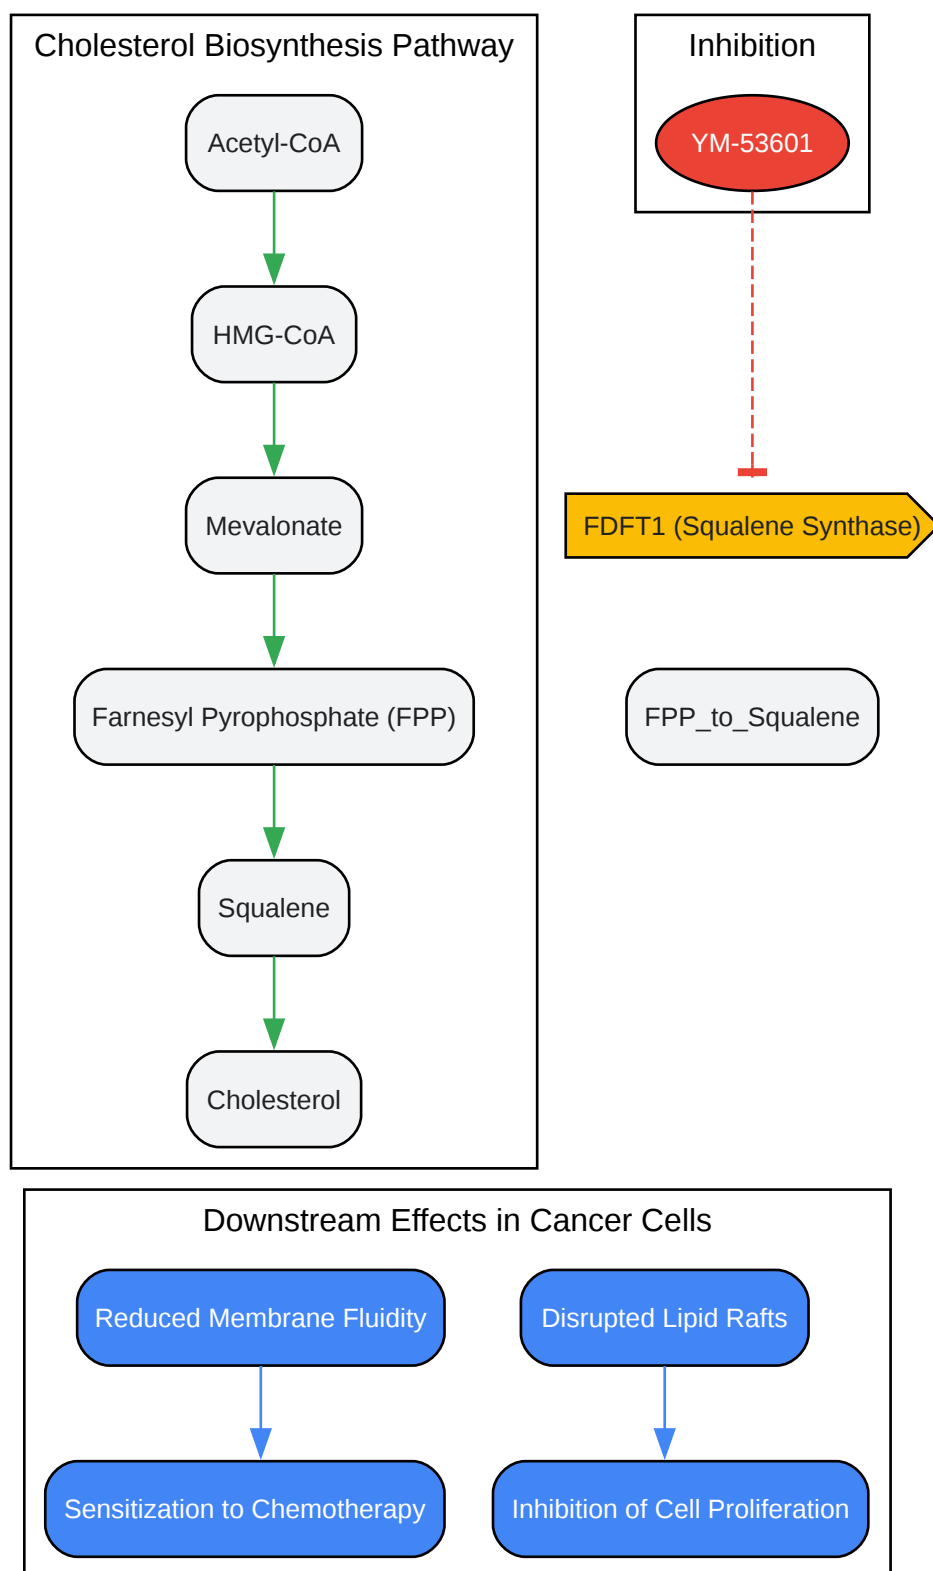 Cholesterol Biosynthesis Pathway
Acetyl-CoA
HMG-CoA
Mevalonate
Farnesyl Pyrophosphate (FPP)
Squalene
Cholesterol
Inhibition
YM-53601
FDFT1 (Squalene Synthase)
FPP_to_Squalene
Downstream Effects in Cancer Cells
Reduced Membrane Fluidity
Disrupted Lipid Rafts
Sensitization to Chemotherapy
Inhibition of Cell Proliferation